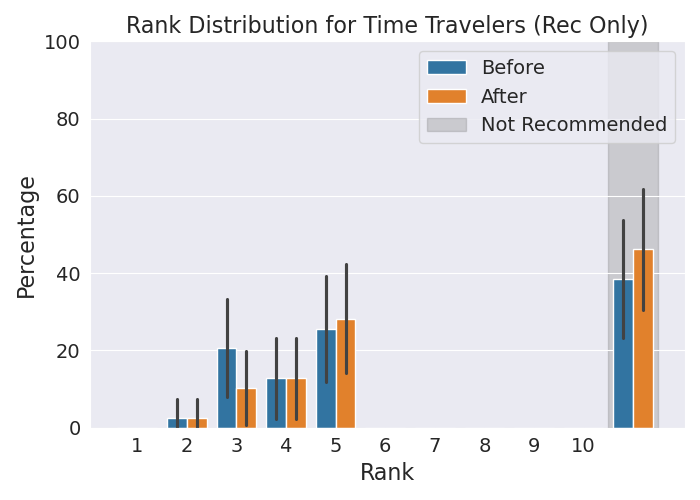 Rank Distribution for Time Travelers (Rec Only)
100
80
60
40
20
0
Percentage
Before
After
Not Recommended
1 2 3 4 5 6 7 8 9 10
Rank